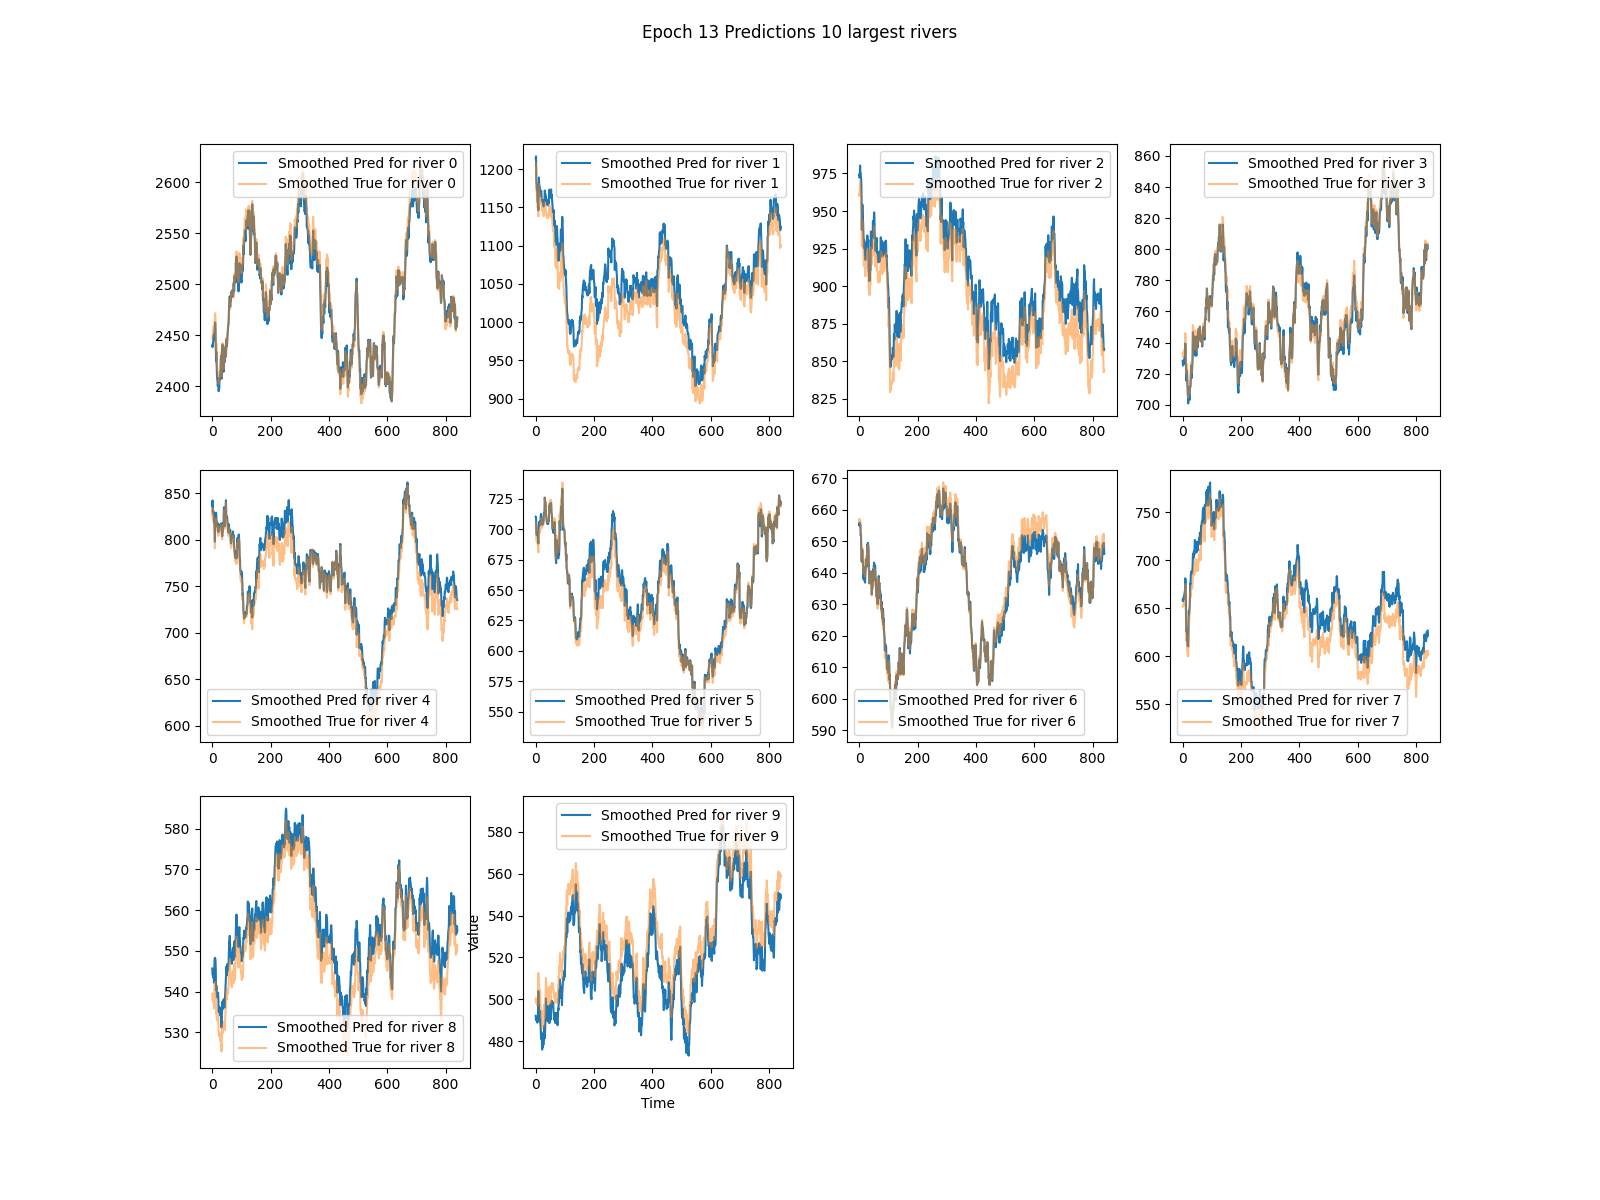 Epoch 13 Predictions 10 largest rivers
Smoothed Pred for river 0
Smoothed True for river 0
2600
2550
2500
2450
2400
0 200 400 600 800
Smoothed Pred for river 1
Smoothed True for river 1
1200
1150
1100
1050
1000
950
900
0 200 400 600 800
Smoothed Pred for river 2
Smoothed True for river 2
975
950
925
900
875
850
825
0 200 400 600 800
Smoothed Pred for river 3
Smoothed True for river 3
860
840
820
800
780
760
740
720
700
0 200 400 600 800
850
800
750
700
650
600
Smoothed Pred for river 4
Smoothed True for river 4
0 200 400 600 800
725
700
675
650
625
600
575
550
Smoothed Pred for river 5
Smoothed True for river 5
0 200 400 600 800
670
660
650
640
630
620
610
600
590
Smoothed Pred for river 6
Smoothed True for river 6
0 200 400 600 800
750
700
650
600
550
Smoothed Pred for river 7
Smoothed True for river 7
0 200 400 600 800
580
570
560
550
540
530
Smoothed Pred for river 8
Smoothed True for river 8
0 200 400 600 800
Value
Smoothed Pred for river 9
Smoothed True for river 9
580
560
540
520
500
480
0 200 400 600 800
Time